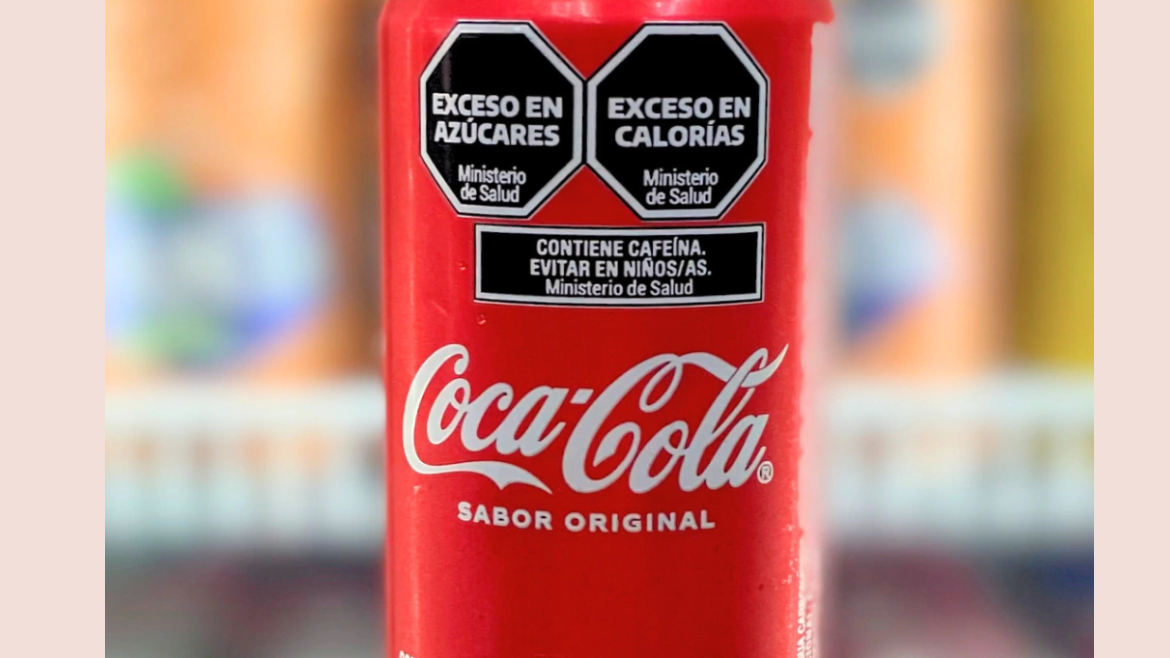 EXCESO EN
AZÚCARES
Ministerio
de Salud
EXCESO EN
CALORÍAS
Ministerio
de Salud
CONTIENE CAFEÍNA.
EVITAR EN NIÑOS/AS.
Ministerio de Salud
Coca-Cola®
SABOR ORIGINAL